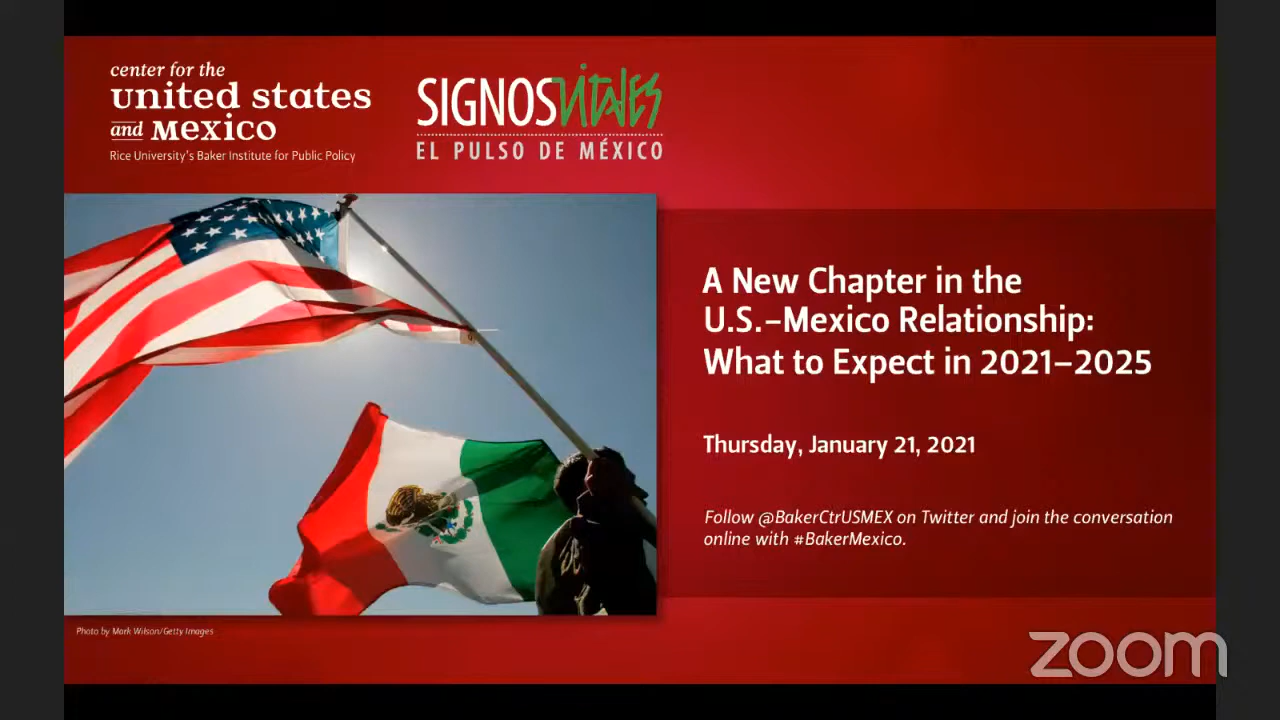 center for the
united states
and mexico
Rice University's Baker Institute for Public Policy
SIGNOS vitales
EL PULSO DE MÉXICO
A New Chapter in the
U.S.–Mexico Relationship:
What to Expect in 2021–2025
Thursday, January 21, 2021
Follow @BakerCtrUSMEX on Twitter and join the conversation
online with #BakerMexico.
Photo by Mark Wilson/Getty Images
zoom